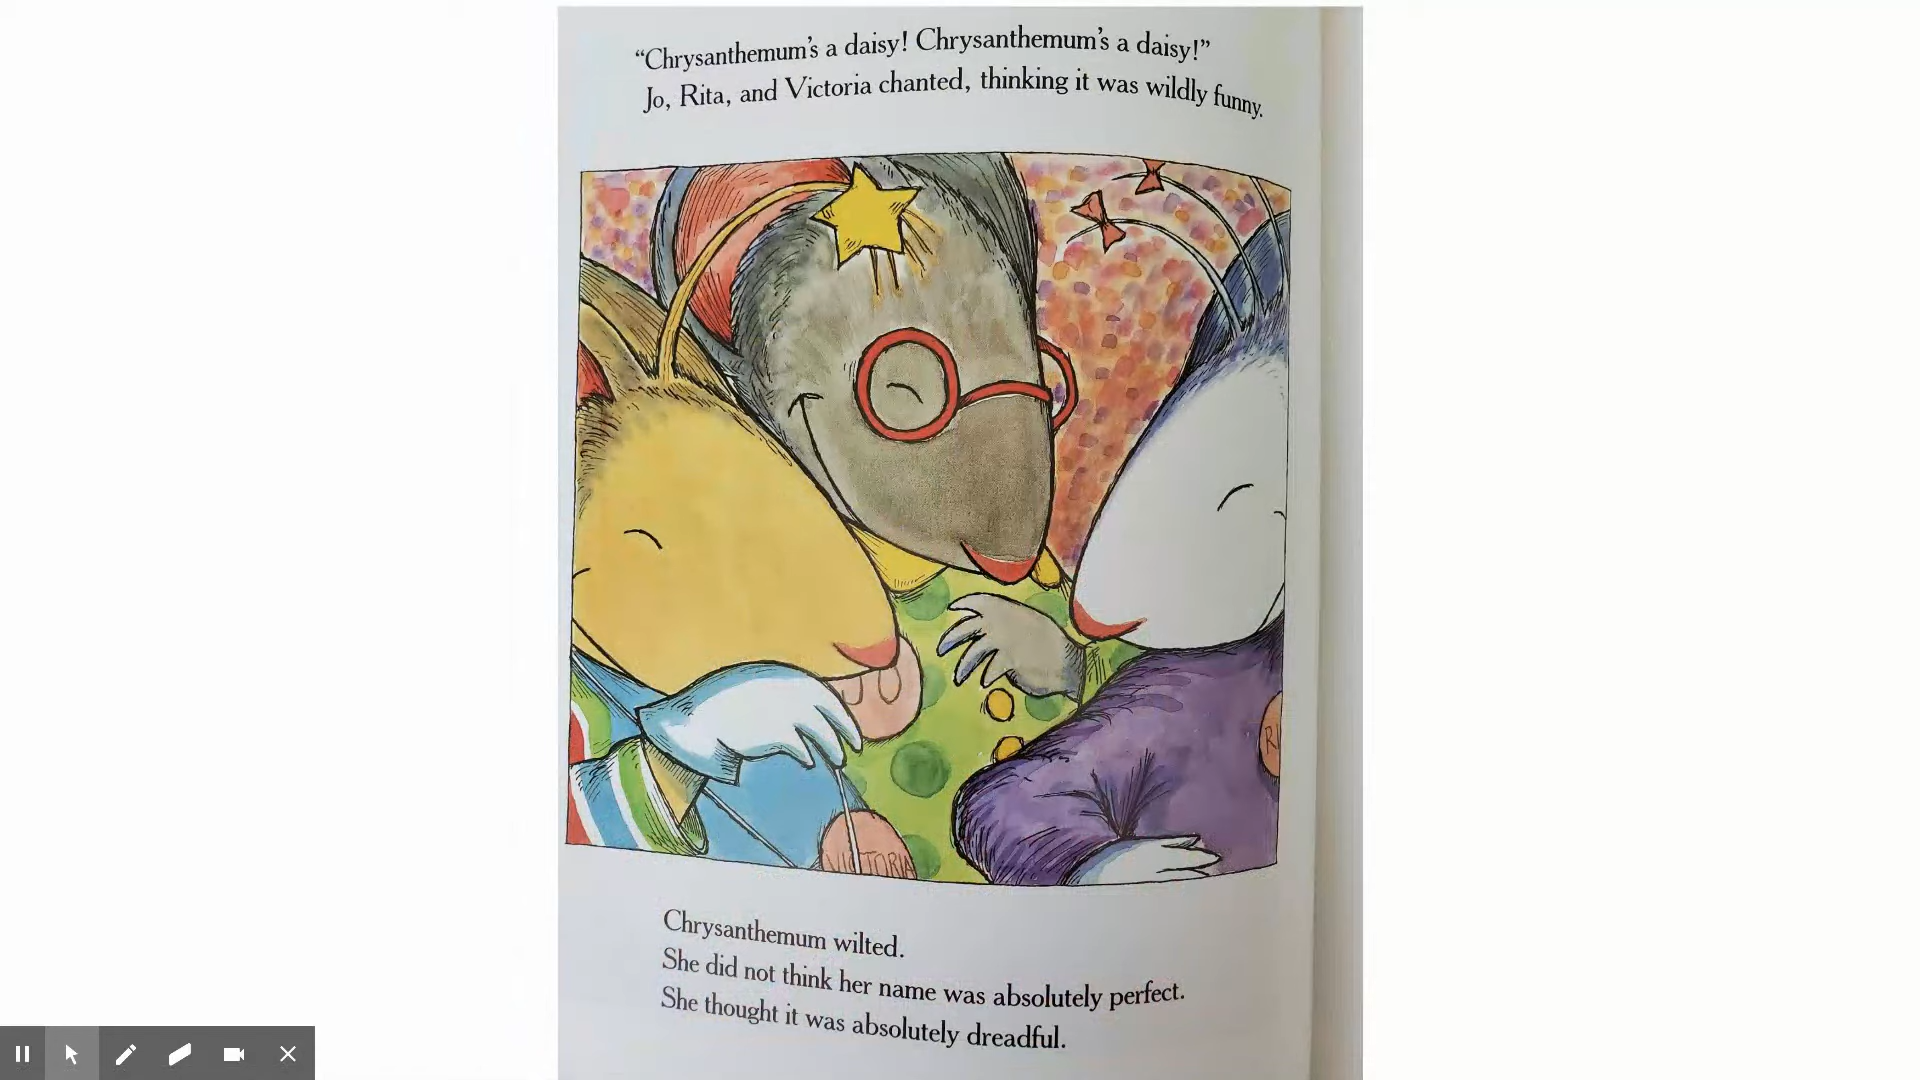 “Chrysanthemum’s a daisy! Chrysanthemum’s a daisy!”
Jo, Rita, and Victoria chanted, thinking it was wildly funny.
JO
VICTORIA
Chrysanthemum wilted.
She did not think her name was absolutely perfect.
She thought it was absolutely dreadful.